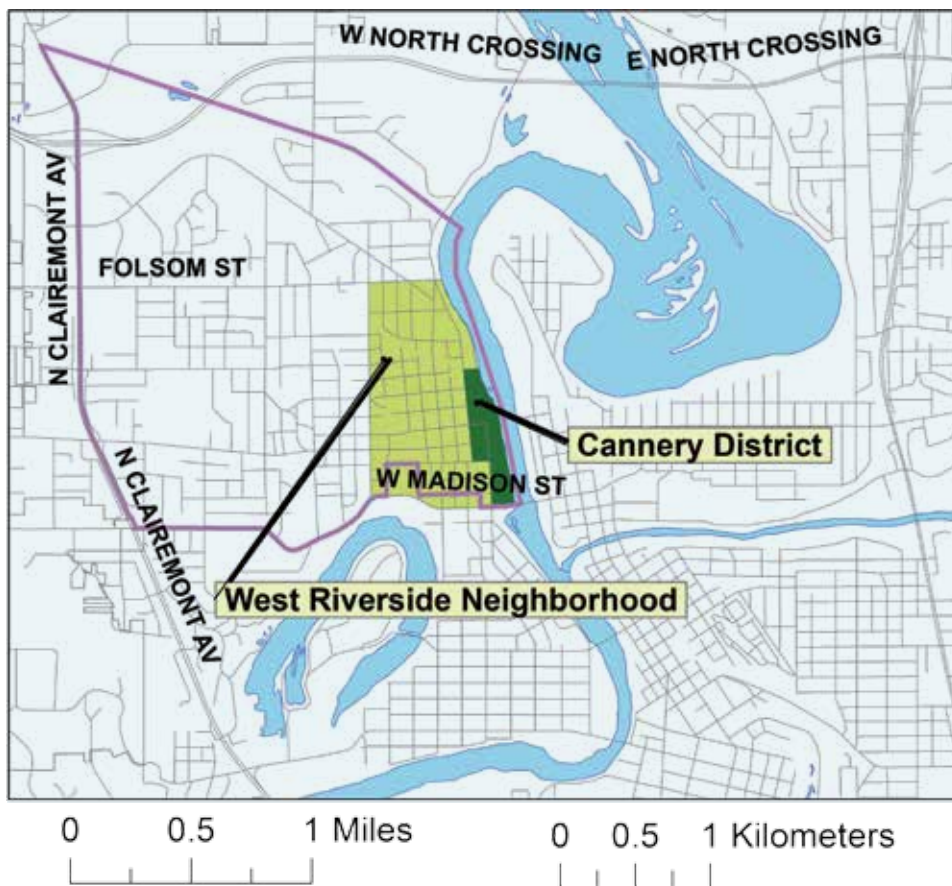 W NORTH CROSSING
E NORTH CROSSING
N CLAIREMONT AV
FOLSOM ST
Cannery District
W MADISON ST
N CLAIREMONT AV
West Riverside Neighborhood
0 0.5 1 Miles
0 0.5 1 Kilometers